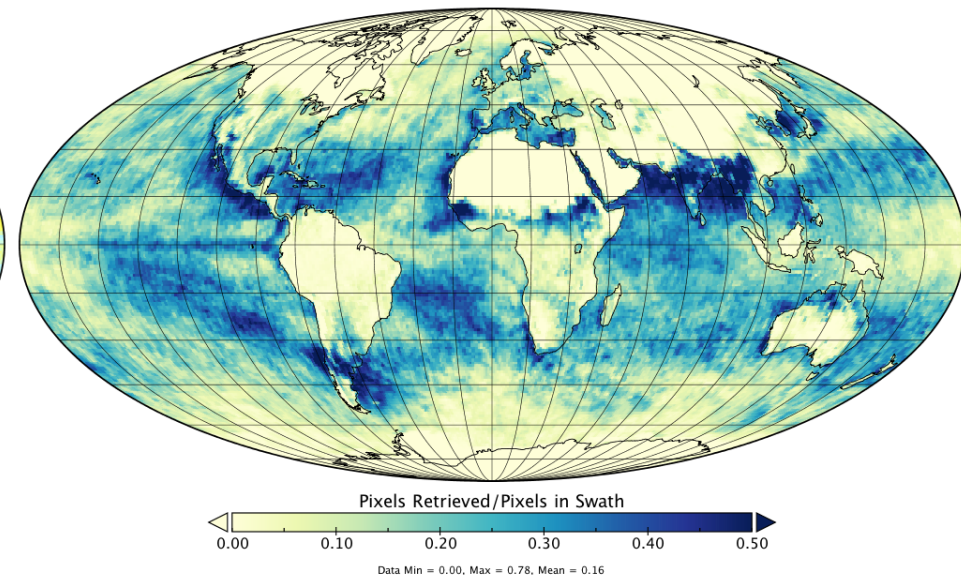 Pixels Retrieved/Pixels in Swath
0.00 0.10 0.20 0.30 0.40 0.50
Data Min = 0.00, Max = 0.78, Mean = 0.16